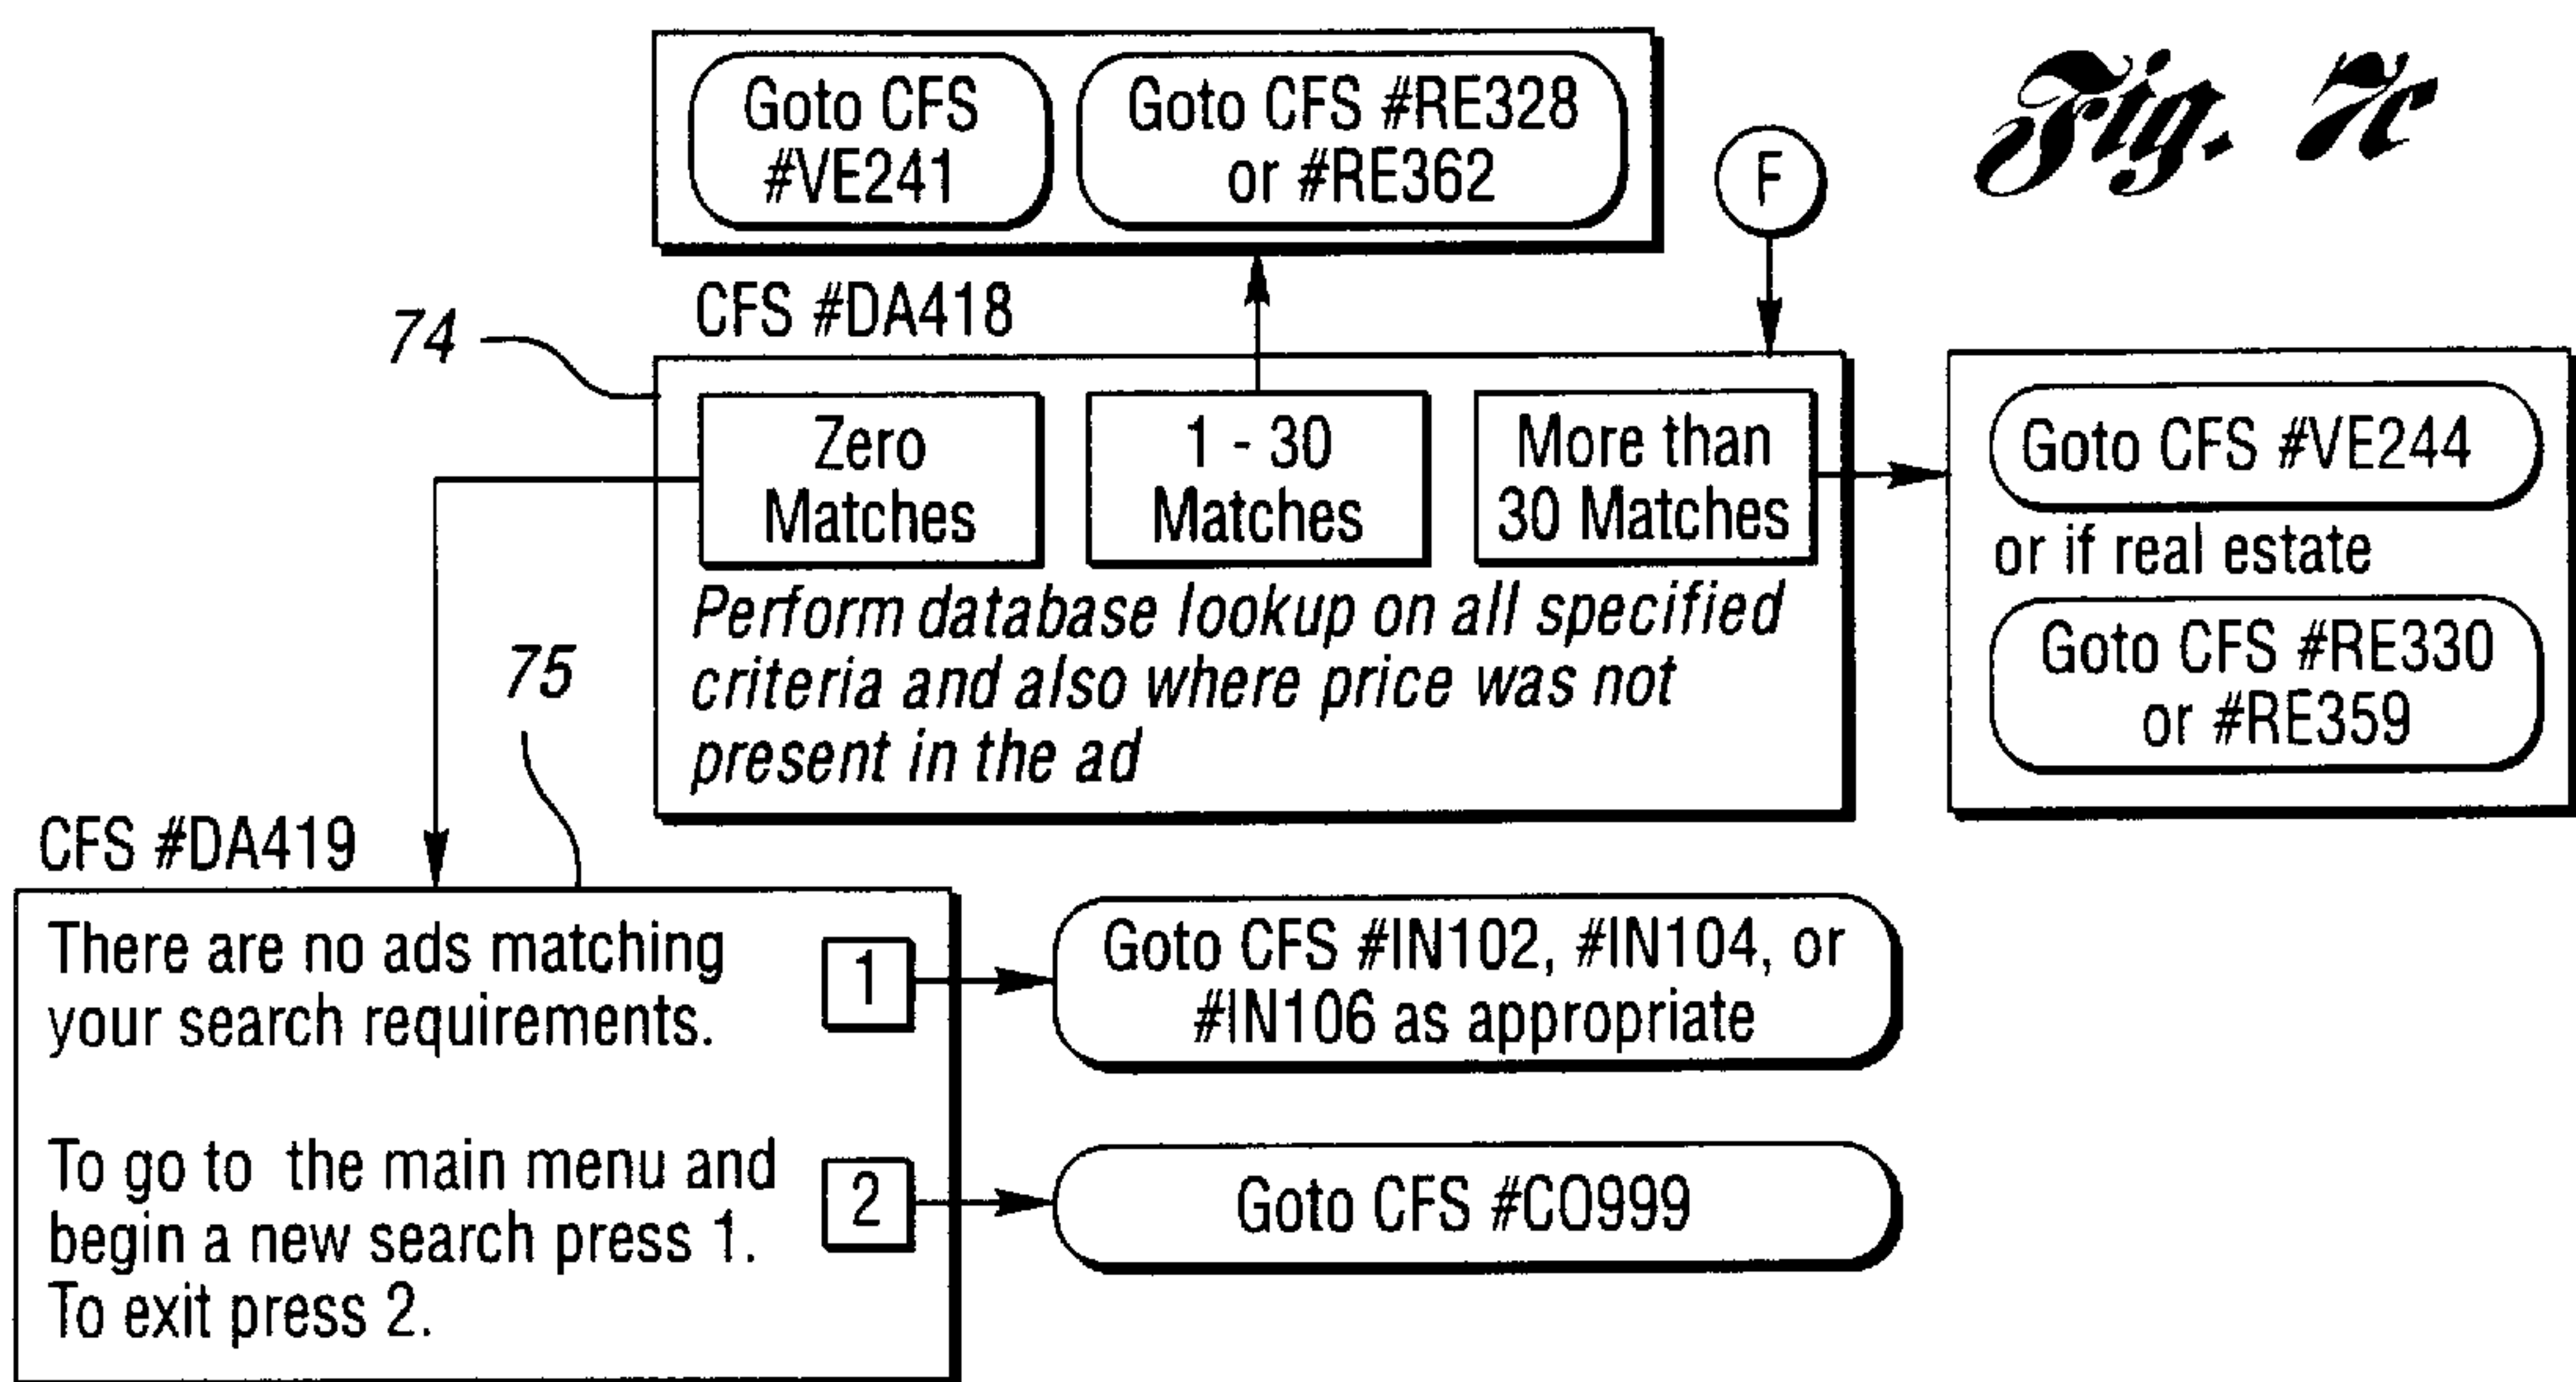 Fig. 7c
Goto CFS
#VE241
Goto CFS #RE328
or #RE362
F
CFS #DA418
74
Zero
Matches
1 - 30
Matches
More than
30 Matches
Perform database lookup on all specified
criteria and also where price was not
present in the ad
Goto CFS #VE244
or if real estate
Goto CFS #RE330
or #RE359
75
CFS #DA419
There are no ads matching
your search requirements.
To go to the main menu and
begin a new search press 1.
To exit press 2.
1
Goto CFS #IN102, #IN104, or
#IN106 as appropriate
2
Goto CFS #CO999